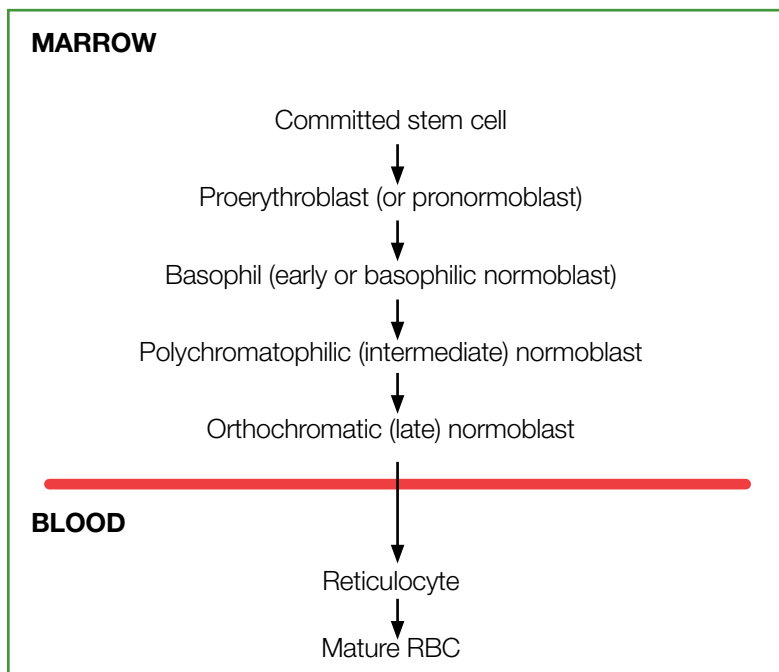 MARROW
Committed stem cell
Proerythroblast (or pronormoblast)
Basophil (early or basophilic normoblast)
Polychromatophilic (intermediate) normoblast
Orthochromatic (late) normoblast
BLOOD
Reticulocyte
Mature RBC